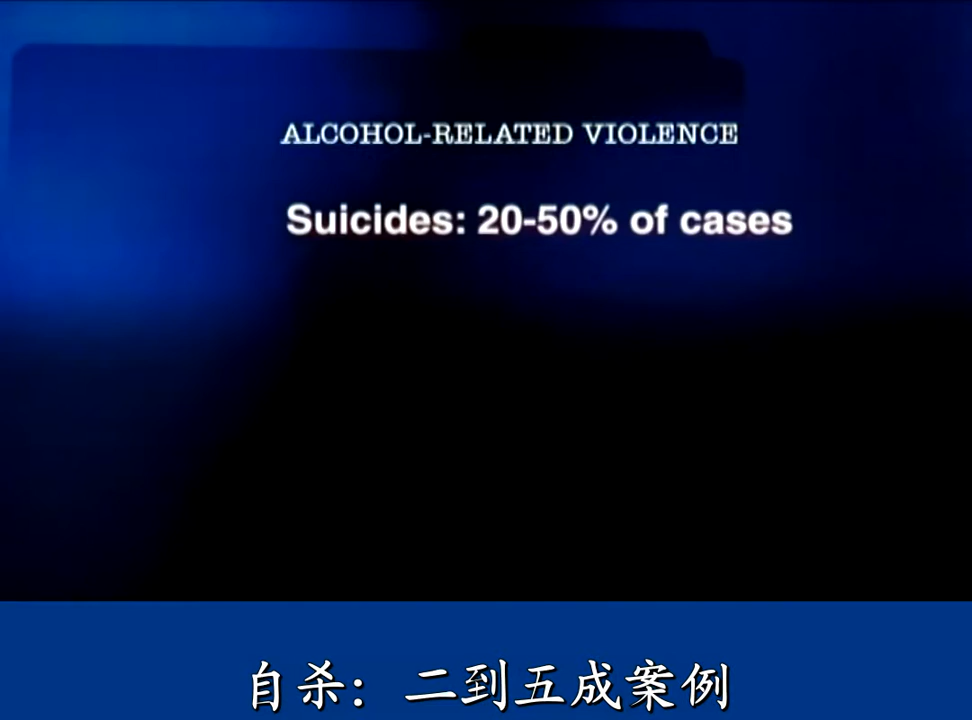 ALCOHOL-RELATED VIOLENCE
Suicides: 20-50% of cases
自杀：二到五成案例